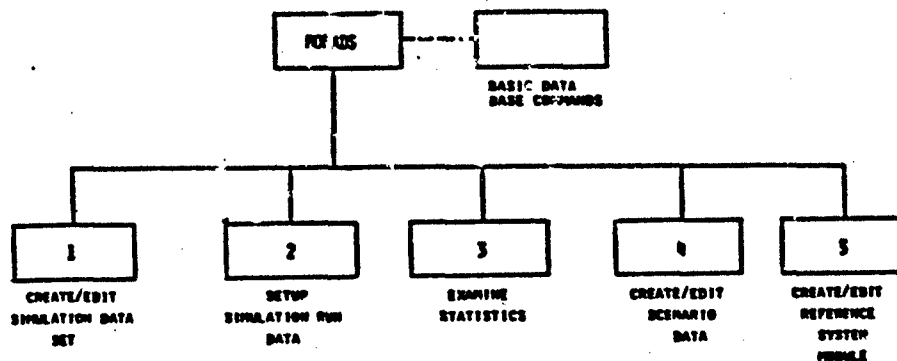 BASIC DATA
BASE COMMANDS
1
2
3
4
5
CREATE/EDIT
SIMULATION DATA
SET
SETUP
SIMULATION RUN
DATA
EXAMINE
STATISTICS
CREATE/EDIT
SCENARIO
DATA
CREATE/EDIT
REFERENCE
SYSTEM
MODULE